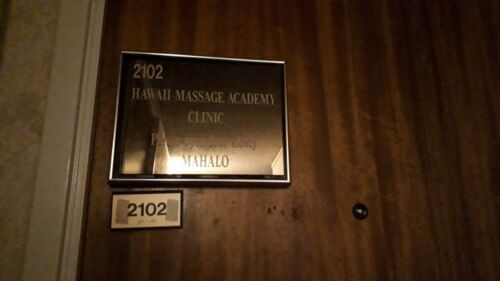 2102
HAWAII MASSAGE ACADEMY
CLINIC
MAHALO
2102